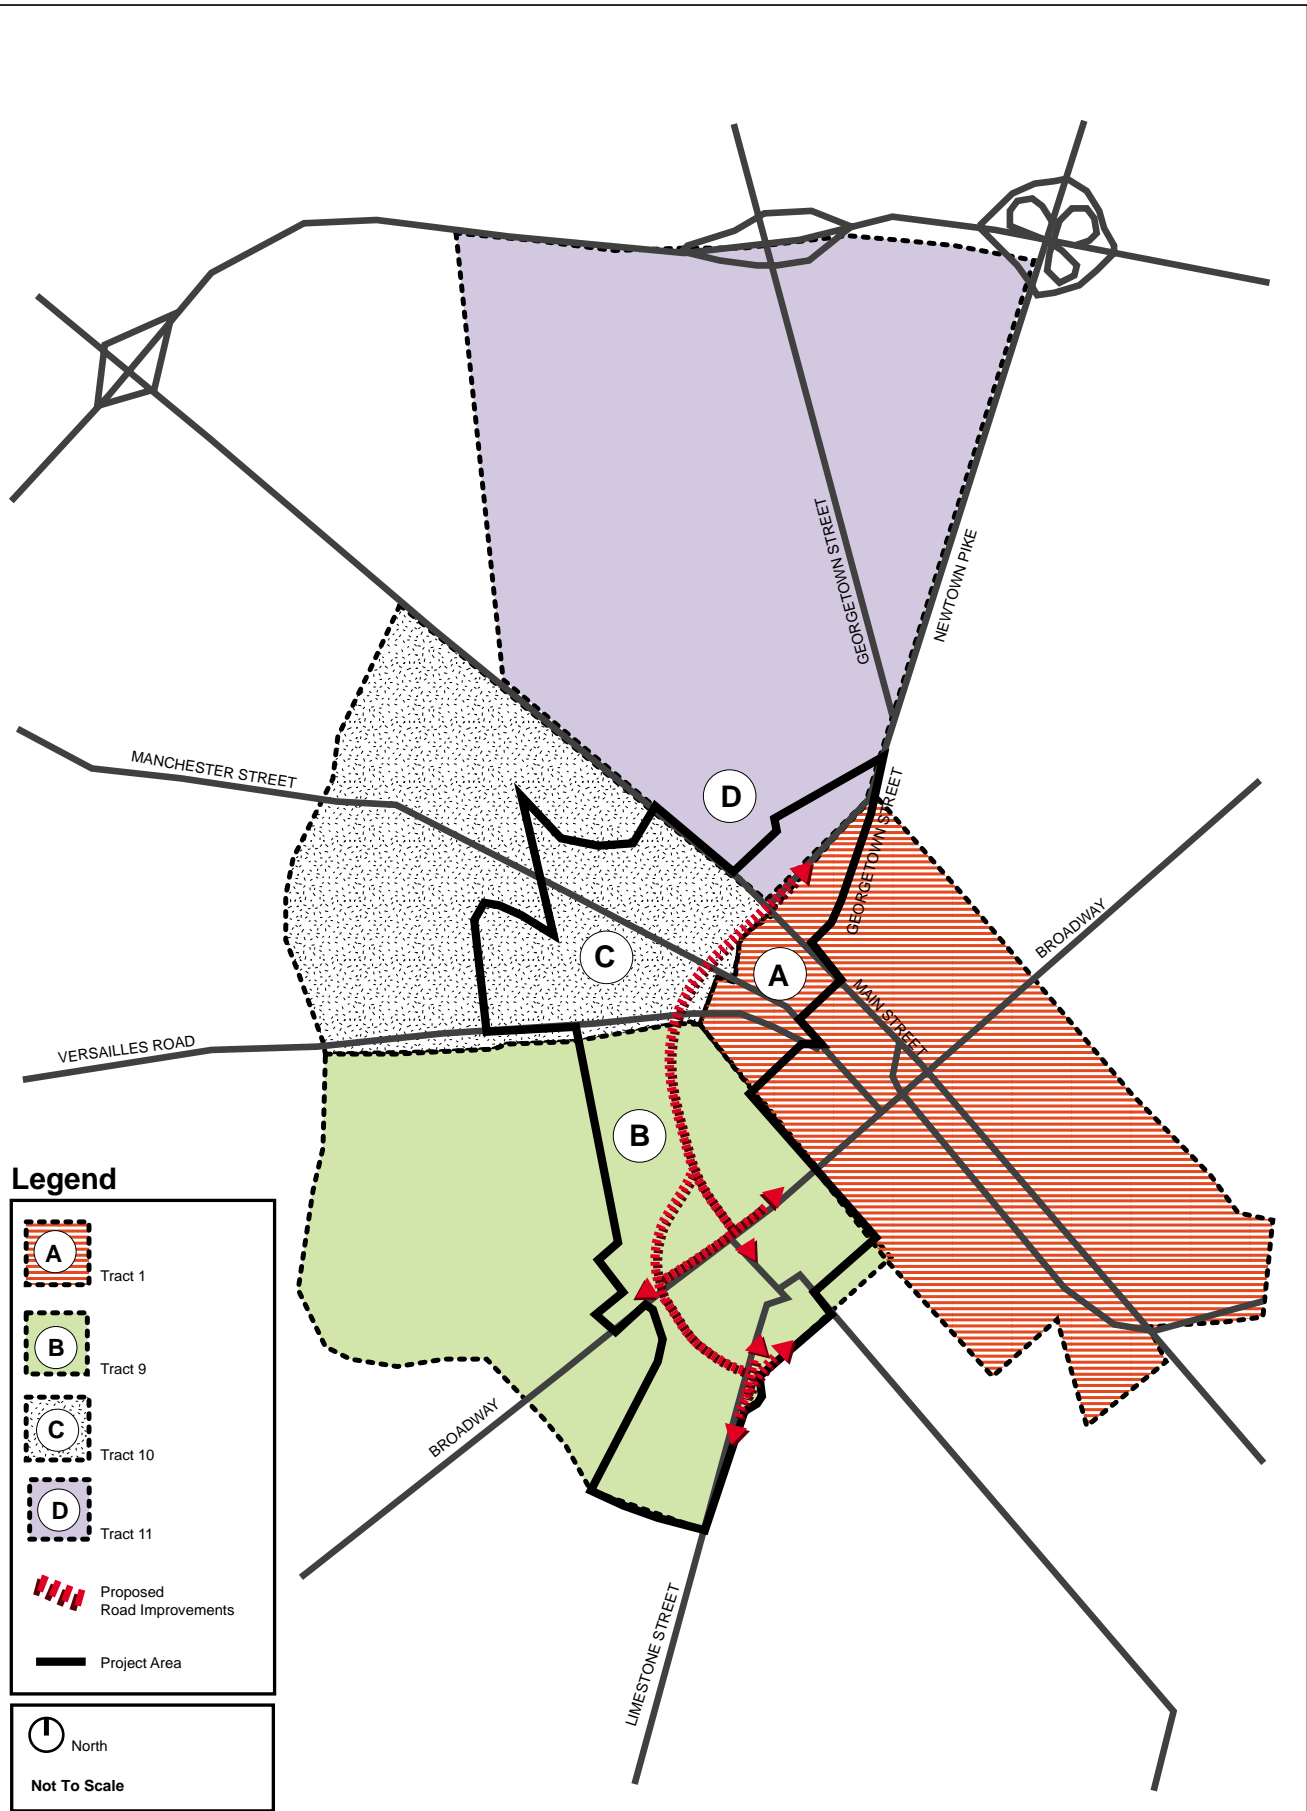 GEORGETOWN STREET
NEWTOWN PIKE
MANCHESTER STREET
D
GEORGETOWN STREET
BROADWAY
C
A
MAIN STREET
VERSAILLES ROAD
B
BROADWAY
LIMESTONE STREET
Legend
A
Tract 1
B
Tract 9
C
Tract 10
D
Tract 11
Proposed
Road Improvements
Project Area
North
Not To Scale